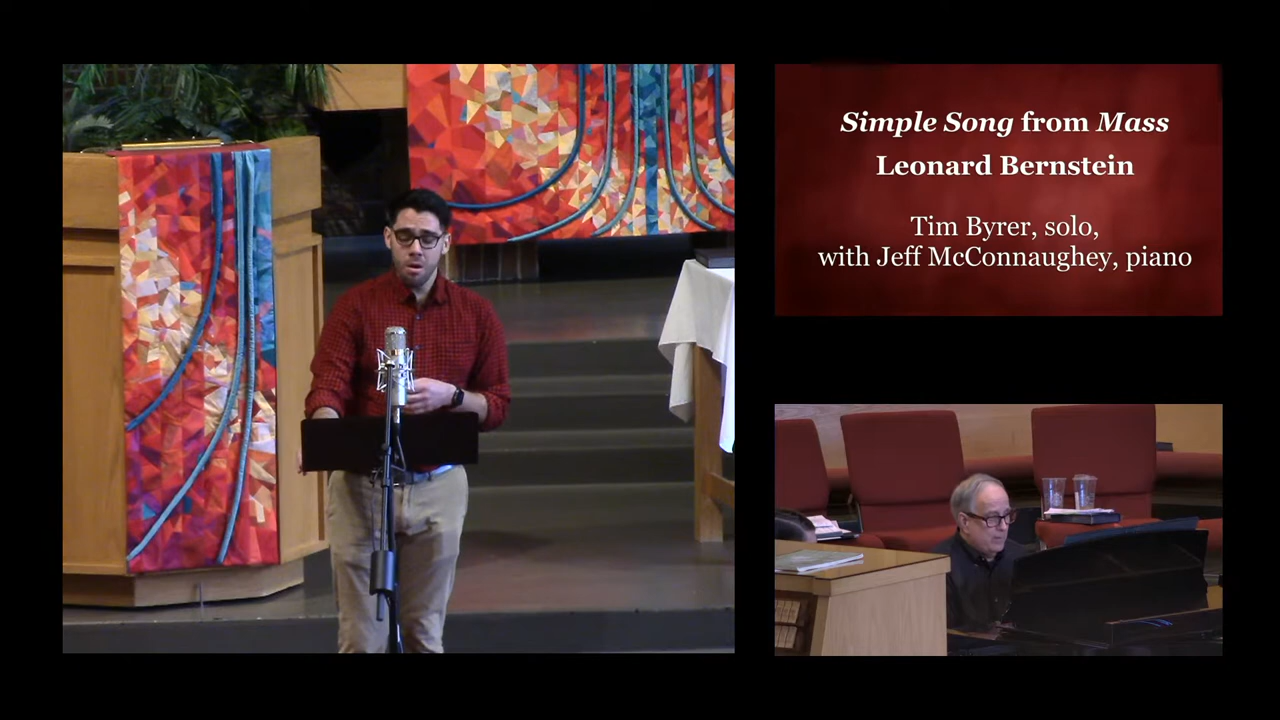 Simple Song from Mass
Leonard Bernstein
Tim Byrer, solo,
with Jeff McConnaughey, piano